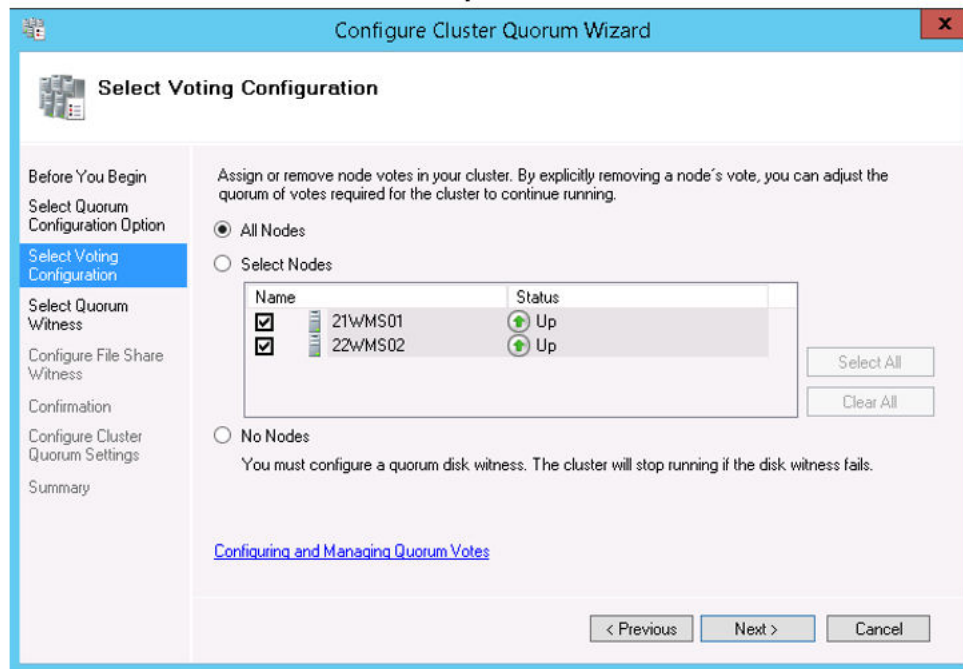 Configure Cluster Quorum Wizard
x
Select Voting Configuration
Before You Begin
Select Quorum
Configuration Option
Select Voting
Configuration
Select Quorum
Witness
Configure File Share
Witness
Confirmation
Configure Cluster
Quorum Settings
Summary
Assign or remove node votes in your cluster. By explicitly removing a node's vote, you can adjust the
quorum of votes required for the cluster to continue running.
All Nodes
Select Nodes
Name Status
21WMS01 Up
22WMS02 Up
Select All
Clear All
No Nodes
You must configure a quorum disk witness. The cluster will stop running if the disk witness fails.
Configuring and Managing Quorum Votes
< Previous Next > Cancel